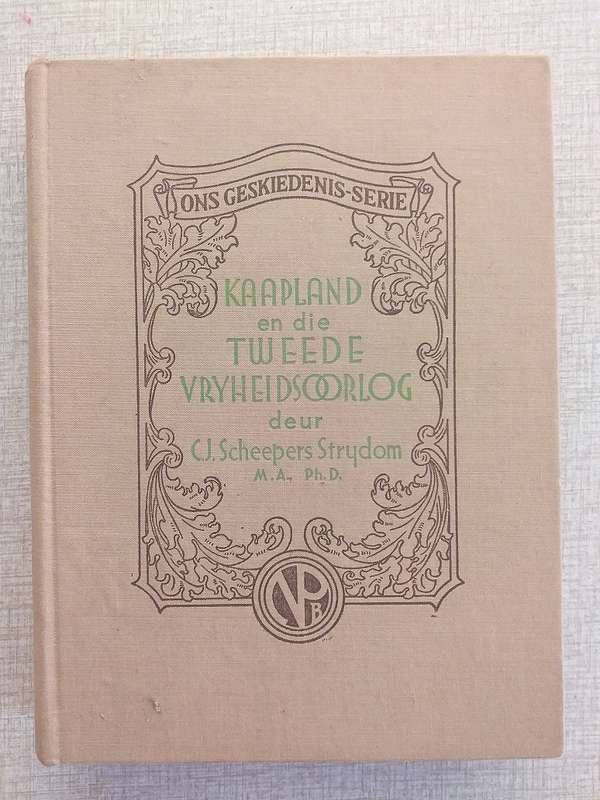 ONS GESKIEDENIS-SERIE
KAAPLAND
en die
TWEEDE
VRYHEIDSOORLOG
deur
C.J. Scheepers Strydom
M.A., Ph.D.
NPB